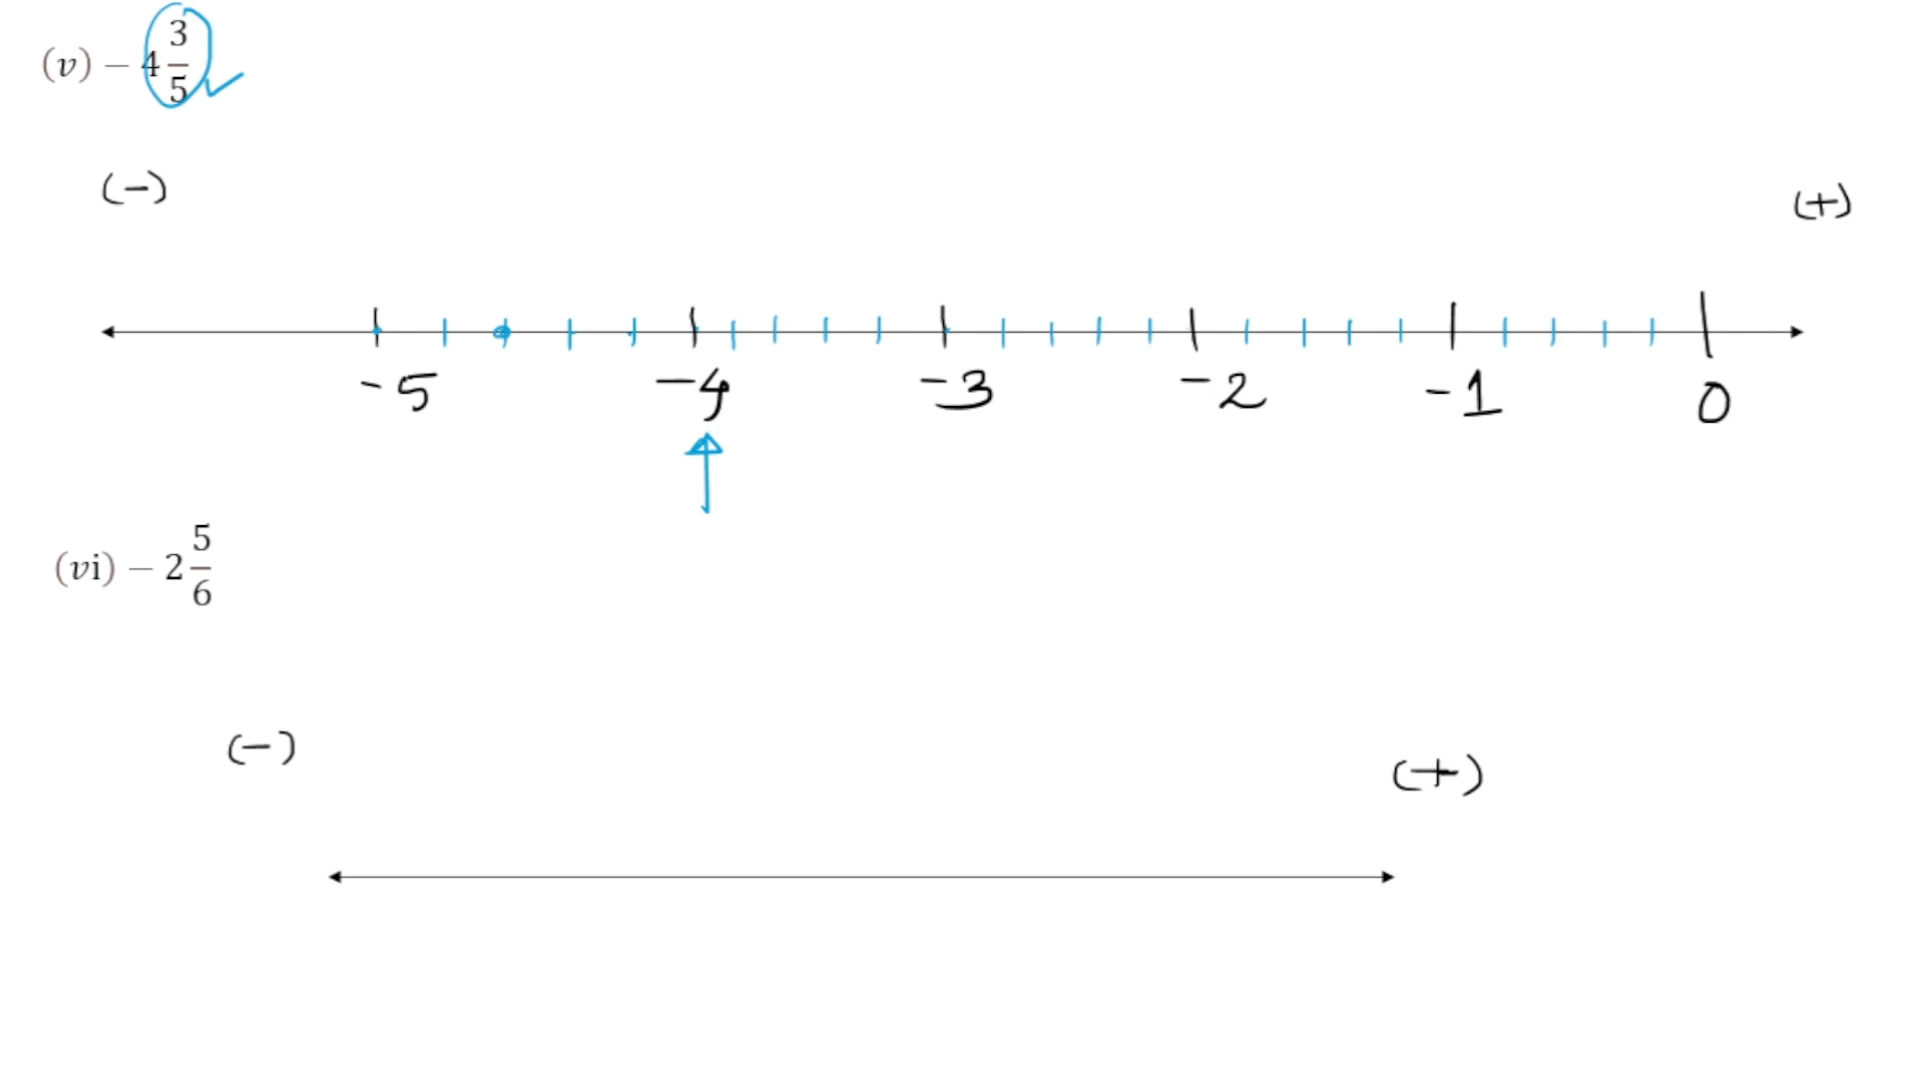 (v) − 4 3/5
(−) (+)
-5 -4 -3 -2 -1 0
(vi) − 2 5/6
(−) (+)